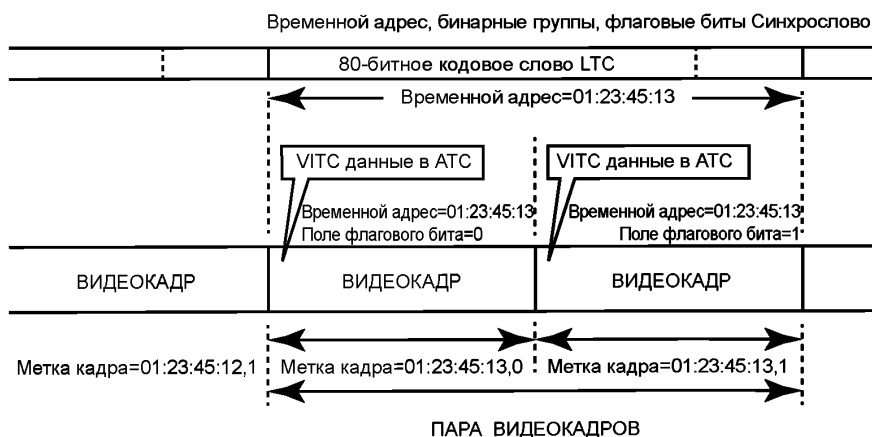 Временной адрес, бинарные группы, флаговые биты Синхрослово
80-битное кодовое слово LTC
Временной адрес=01:23:45:13
VITC данные в ATC
VITC данные в ATC
Временной адрес=01:23:45:13
Поле флагового бита=0
Временной адрес=01:23:45:13
Поле флагового бита=1
ВИДЕОКАДР
ВИДЕОКАДР
ВИДЕОКАДР
Метка кадра=01:23:45:12,1
Метка кадра=01:23:45:13,0
Метка кадра=01:23:45:13,1
ПАРА ВИДЕОКАДРОВ